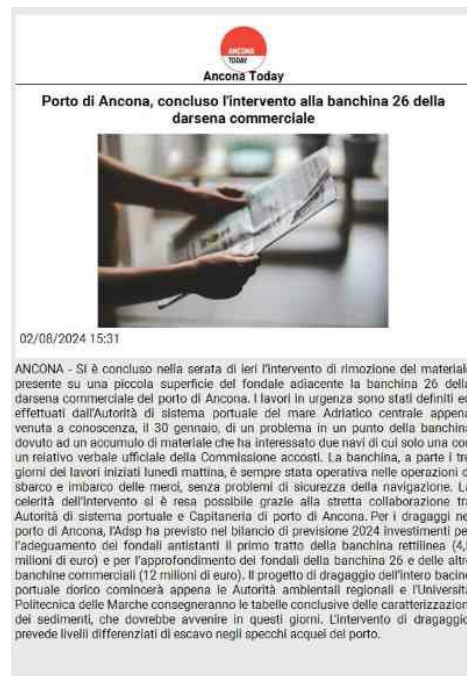 ANCONA
TODAY
Ancona Today
Porto di Ancona, concluso l'intervento alla banchina 26 della
darsena commerciale
02/08/2024 15:31
ANCONA - Si è concluso nella serata di ieri l'intervento di rimozione del materiale
presente su una piccola superficie del fondale adiacente la banchina 26 della
darsena commerciale del porto di Ancona. I lavori in urgenza sono stati definiti ed
effettuati dall'Autorità di sistema portuale del mare Adriatico centrale appena
venuta a conoscenza, il 30 gennaio, di un problema in un punto della banchina
dovuto ad un accumulo di materiale che ha interessato due navi di cui solo una con
un relativo verbale ufficiale della Commissione accosti. La banchina, a parte i tre
giorni dei lavori iniziati lunedì mattina, è sempre stata operativa nelle operazioni di
sbarco e imbarco delle merci, senza problemi di sicurezza della navigazione. La
celerità dell'intervento si è resa possibile grazie alla stretta collaborazione tra
Autorità di sistema portuale e Capitaneria di porto di Ancona. Per i dragaggi nel
porto di Ancona, l'Adsp ha previsto nel bilancio di previsione 2024 investimenti per
l'adeguamento dei fondali antistanti il primo tratto della banchina rettilinea (4,5
milioni di euro) e per l'approfondimento dei fondali della banchina 26 e delle altre
banchine commerciali (12 milioni di euro). Il progetto di dragaggio dell'intero bacino
portuale dorico comincerà appena le Autorità ambientali regionali e l'Università
Politecnica delle Marche consegneranno le tabelle conclusive delle caratterizzazioni
dei sedimenti, che dovrebbe avvenire in questi giorni. L'intervento di dragaggio
prevede livelli differenziati di escavo negli specchi acquei del porto.